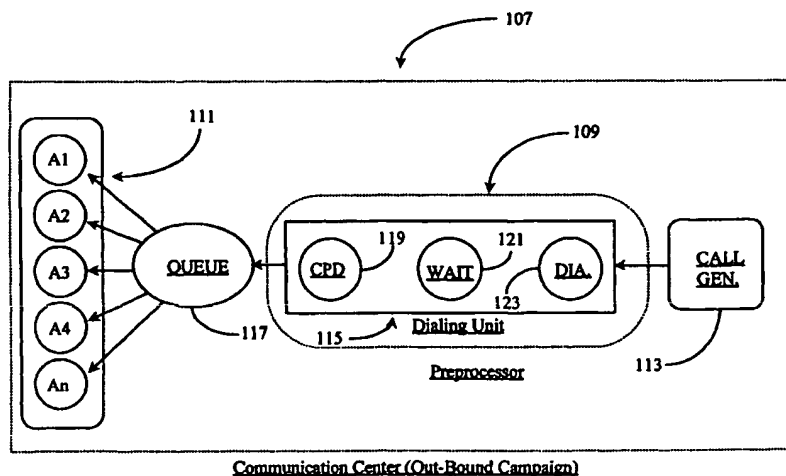 107
111
109
A1
A2
A3
A4
An
QUEUE
117
CPD
119
WAIT
121
DIA.
123
115
Dialing Unit
Preprocessor
CALL
GEN.
113
Communication Center (Out-Bound Campaign)